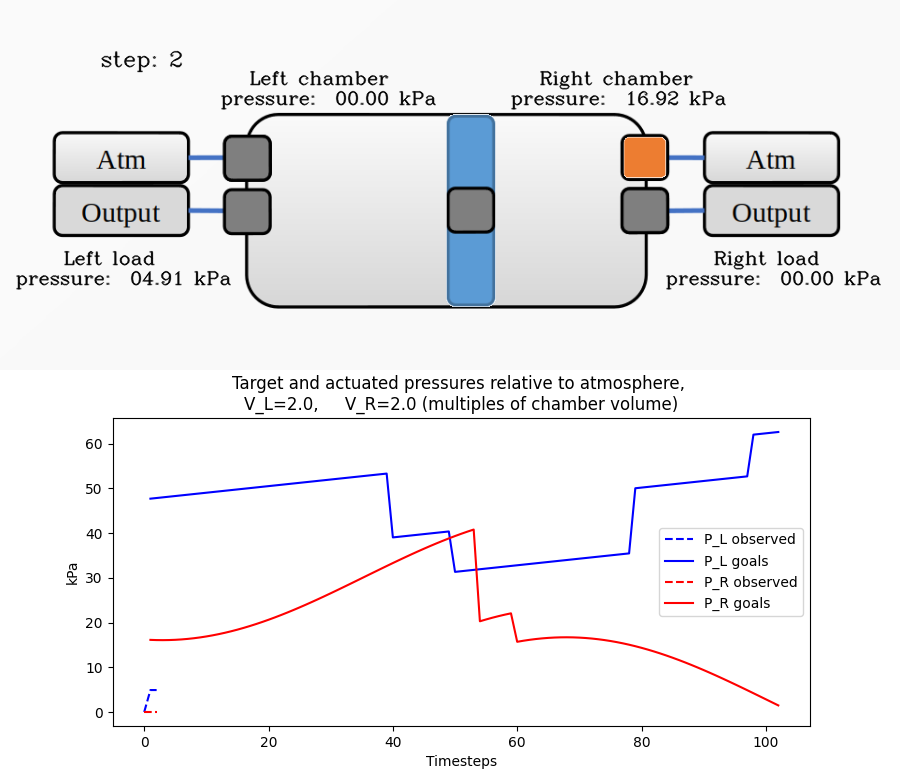 step: 2
Left chamber
pressure: 00.00 kPa
Right chamber
pressure: 16.92 kPa
Atm
Output
Atm
Output
Left load
pressure: 04.91 kPa
Right load
pressure: 00.00 kPa
Target and actuated pressures relative to atmosphere,
V_L=2.0, V_R=2.0 (multiples of chamber volume)
60
50
40
30
20
10
0
kPa
P_L observed
P_L goals
P_R observed
P_R goals
0 20 40 60 80 100
Timesteps